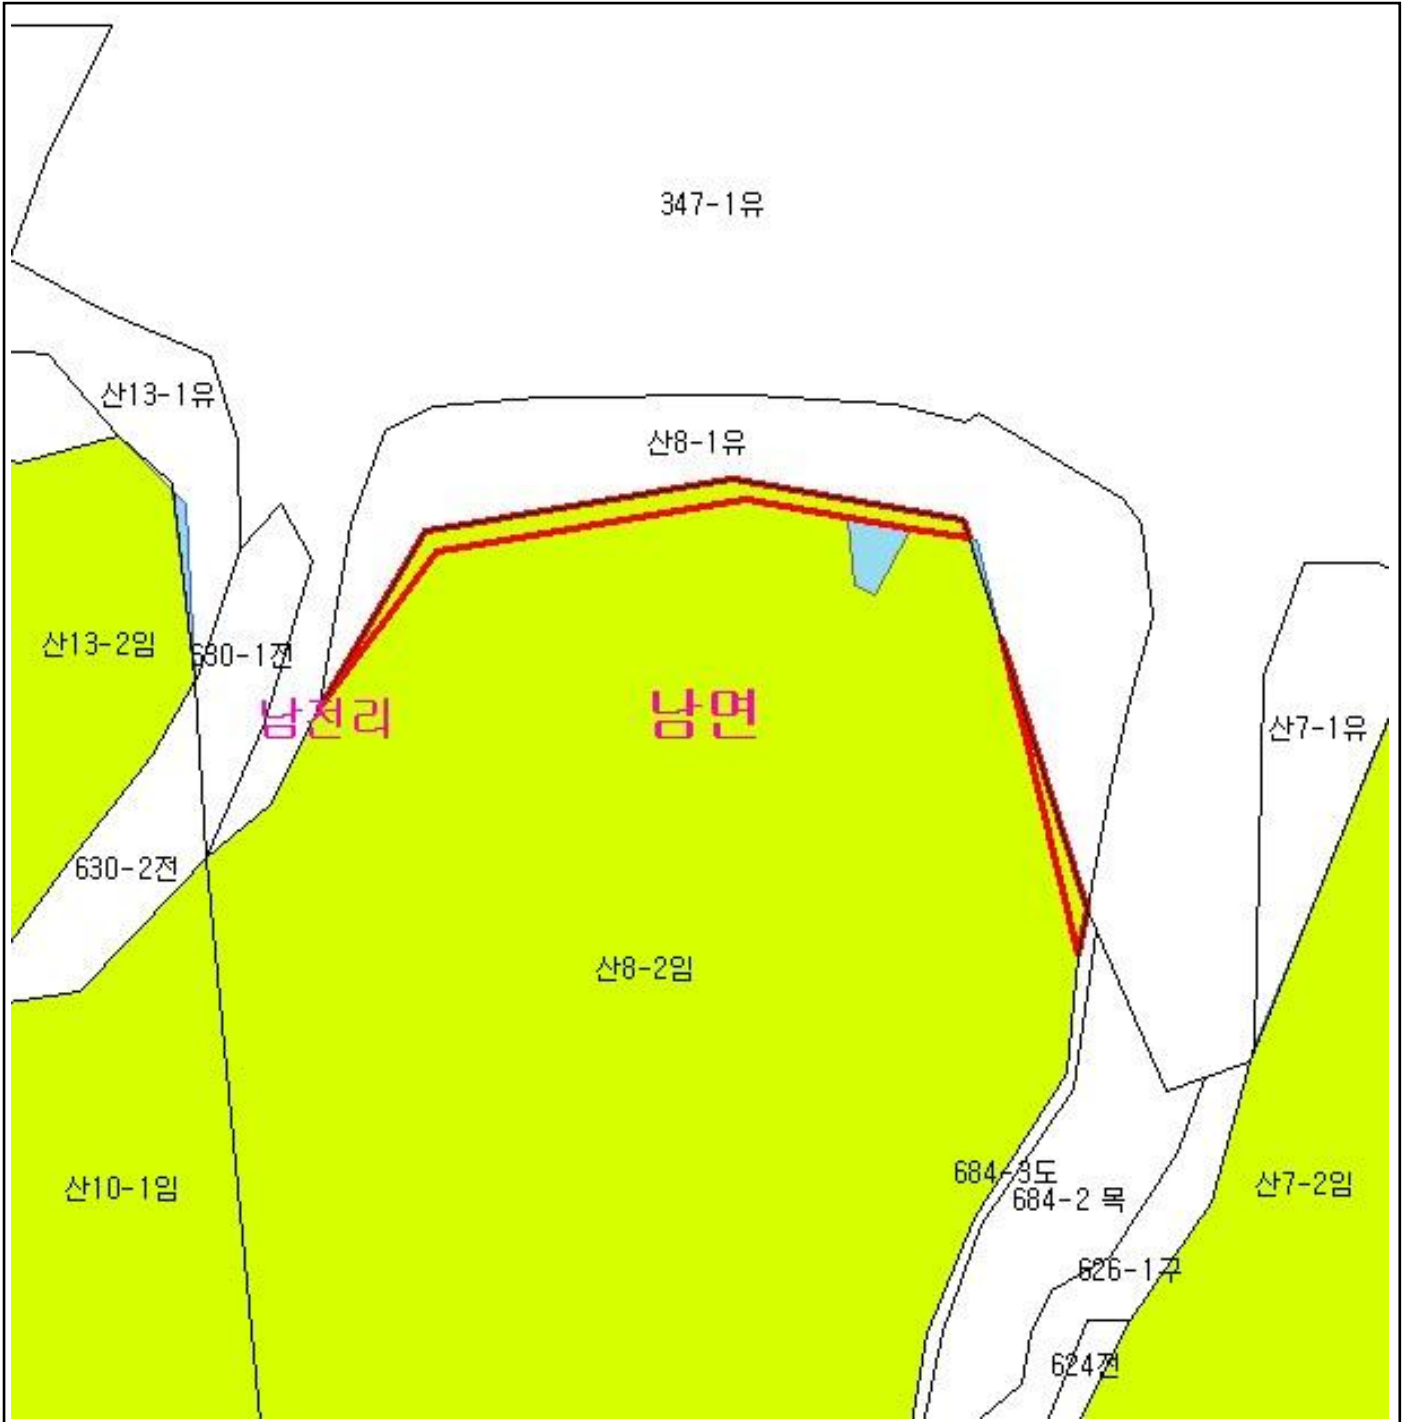 347-1유
산13-1유
산8-1유
산13-2임
630-1전
남전리
남면
산7-1유
630-2전
산8-2임
684-3도
산10-1임
684-2 목
산7-2임
626-1구
624전